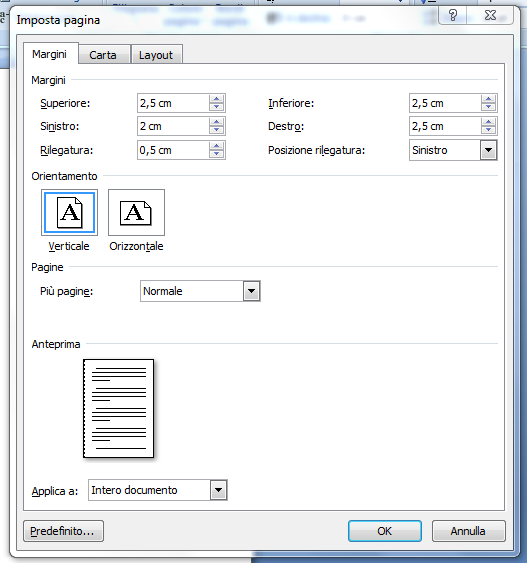 Imposta pagina
Margini Carta Layout
Margini
Superiore: 2,5 cm Inferiore: 2,5 cm
Sinistro: 2 cm Destro: 2,5 cm
Rilegatura: 0,5 cm Posizione rilegatura: Sinistro
Orientamento
A A
Verticale Orizzontale
Pagine
Più pagine: Normale
Anteprima
Applica a: Intero documento
Predefinito... OK Annulla